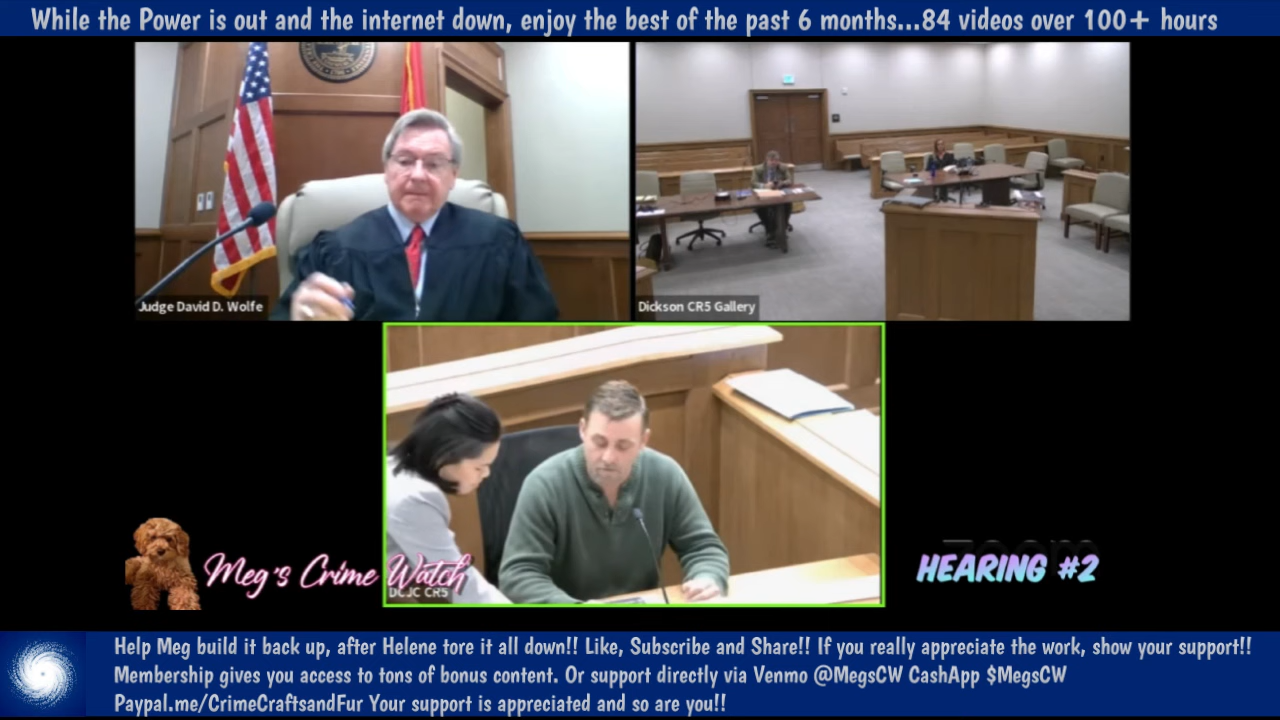 While the Power is out and the internet down, enjoy the best of the past 6 months...84 videos over 100+ hours
Judge David D. Wolfe
Dickson CR5 Gallery
Meg's Crime Watch
DCJC CR5
HEARING #2
Help Meg build it back up, after Helene tore it all down!! Like, Subscribe and Share!! If you really appreciate the work, show your support!!
Membership gives you access to tons of bonus content. Or support directly via Venmo @MegsCW CashApp $MegsCW
Paypal.me/CrimeCraftsandFur Your support is appreciated and so are you!!